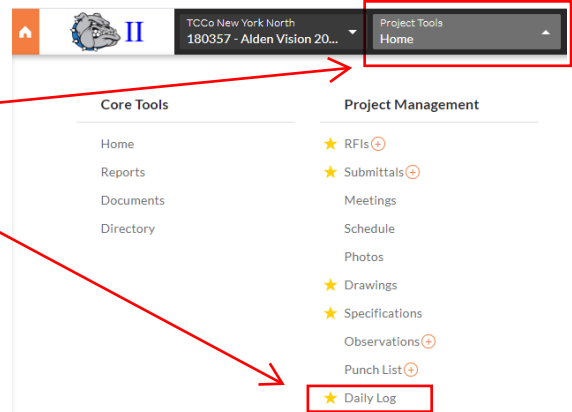 II
TCCo New York North
180357 - Alden Vision 20...
Project Tools
Home
Core Tools
Home
Reports
Documents
Directory
Project Management
RFIs
Submittals
Meetings
Schedule
Photos
Drawings
Specifications
Observations
Punch List
Daily Log